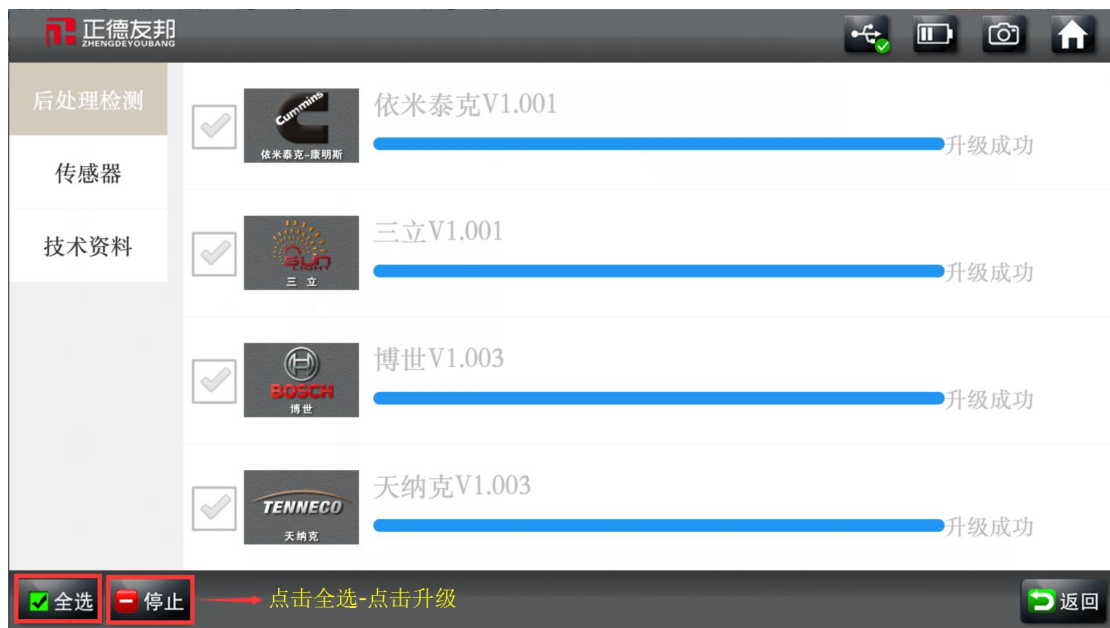 正德友邦
ZHENGDEYOUBANG
后处理检测
传感器
技术资料
cummins
依米泰克-康明斯
依米泰克V1.001
升级成功
SUN
LIGHT
三 立
三立V1.001
升级成功
BOSCH
博世
博世V1.003
升级成功
TENNECO
天纳克
天纳克V1.003
升级成功
全选
停止
点击全选-点击升级
返回